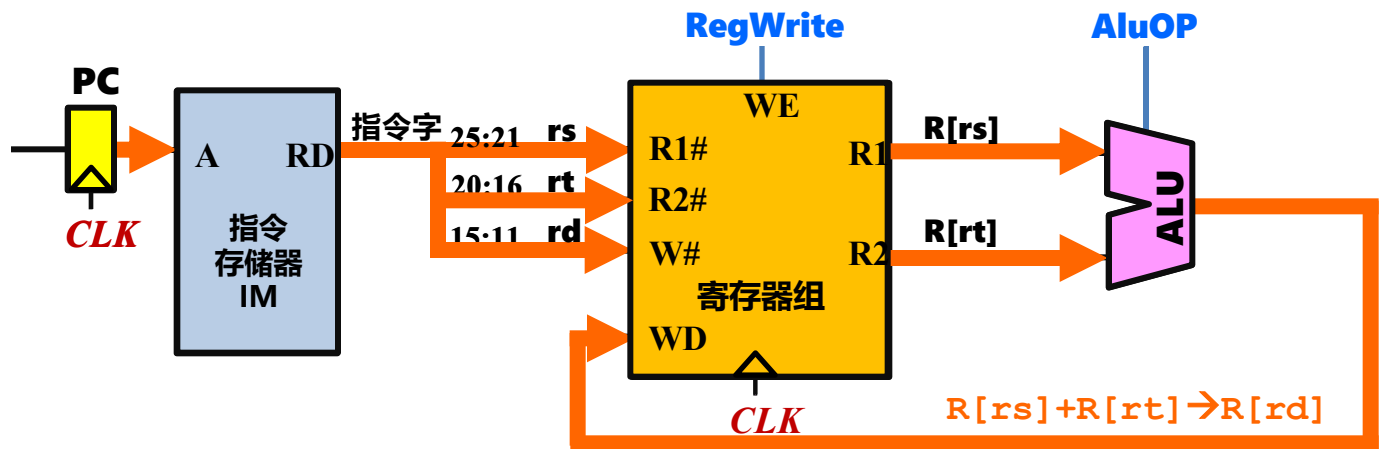 RegWrite
AluOP
PC
CLK
A
RD
指令
存储器
IM
指令字
25:21 rs
20:16 rt
15:11 rd
WE
R1#
R2#
W#
WD
R1
R2
寄存器组
CLK
R[rs]
R[rt]
ALU
R[rs]+R[rt]→R[rd]